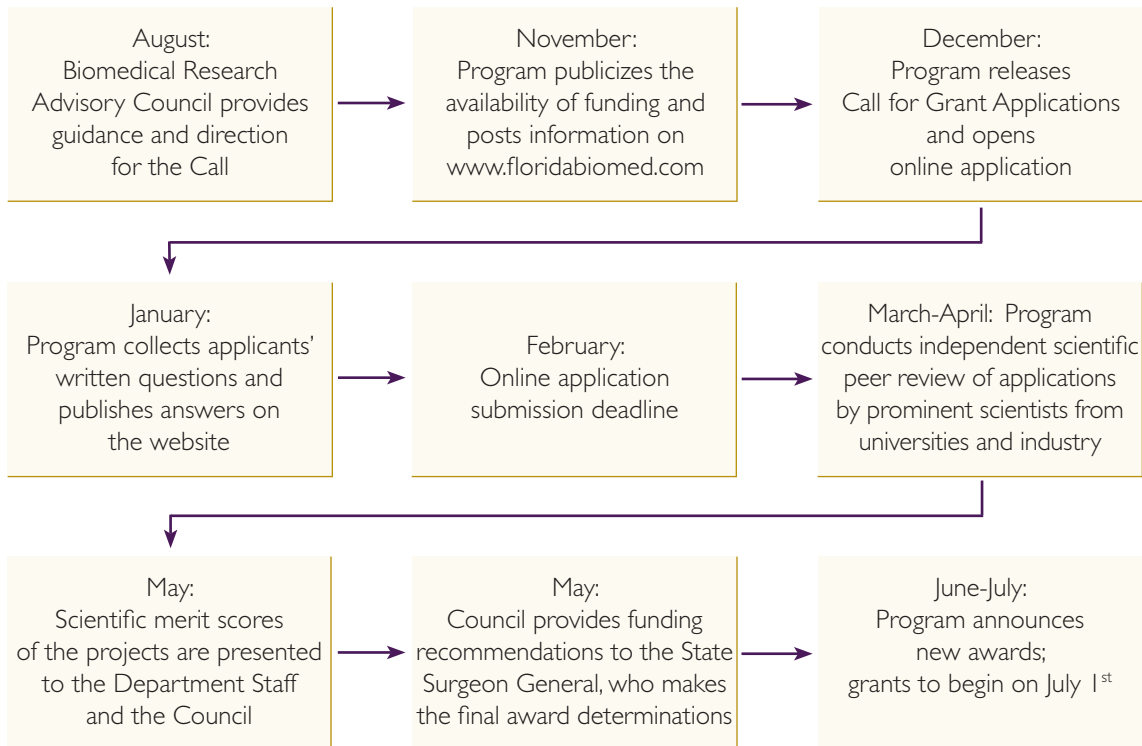 August:
Biomedical Research
Advisory Council provides
guidance and direction
for the Call
November:
Program publicizes the
availability of funding and
posts information on
www.floridabiomed.com
December:
Program releases
Call for Grant Applications
and opens
online application
January:
Program collects applicants’
written questions and
publishes answers on
the website
February:
Online application
submission deadline
March-April: Program
conducts independent scientific
peer review of applications
by prominent scientists from
universities and industry
May:
Scientific merit scores
of the projects are presented
to the Department Staff
and the Council
May:
Council provides funding
recommendations to the State
Surgeon General, who makes
the final award determinations
June-July:
Program announces
new awards;
grants to begin on July 1st